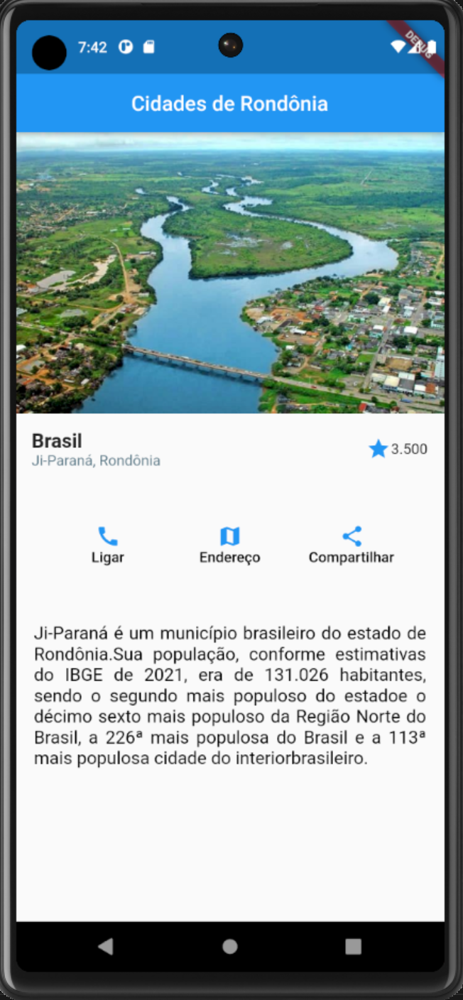 7:42
DEBUG
Cidades de Rondônia
Brasil
Ji-Paraná, Rondônia
3.500
Ligar
Endereço
Compartilhar
Ji-Paraná é um município brasileiro do estado de
Rondônia.Sua população, conforme estimativas
do IBGE de 2021, era de 131.026 habitantes,
sendo o segundo mais populoso do estadoe o
décimo sexto mais populoso da Região Norte do
Brasil, a 226ª mais populosa do Brasil e a 113ª
mais populosa cidade do interiorbrasileiro.